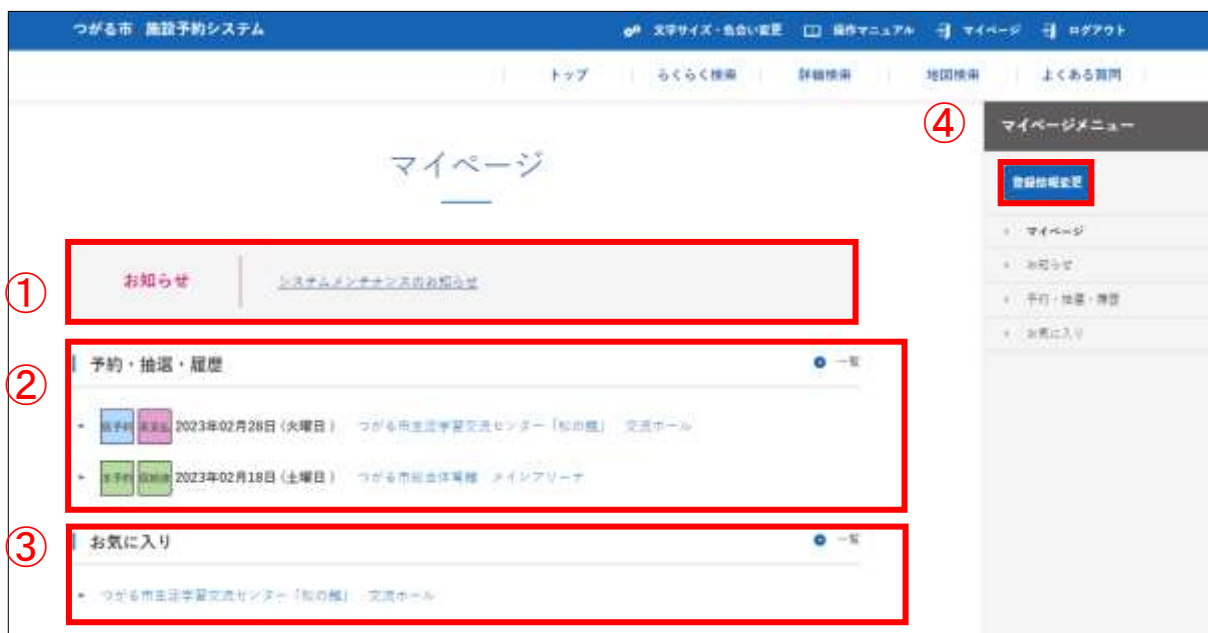 つがる市 施設予約システム
文字サイズ・色合い変更 操作マニュアル マイページ ログアウト
トップ らくらく検索 詳細検索 地図検索 よくある質問
④ マイページメニュー
マイページ
登録情報変更
マイページ
お知らせ
予約・抽選・履歴
お気に入り
① お知らせ システムメンテナンスのお知らせ
② 予約・抽選・履歴 一覧
仮予約 未支払 2023年02月28日(火曜日) つがる市生涯学習交流センター「松の館」 交流ホール
本予約 2023年02月18日(土曜日) つがる市総合体育館 メインアリーナ
③ お気に入り 一覧
つがる市生涯学習交流センター「松の館」 交流ホール